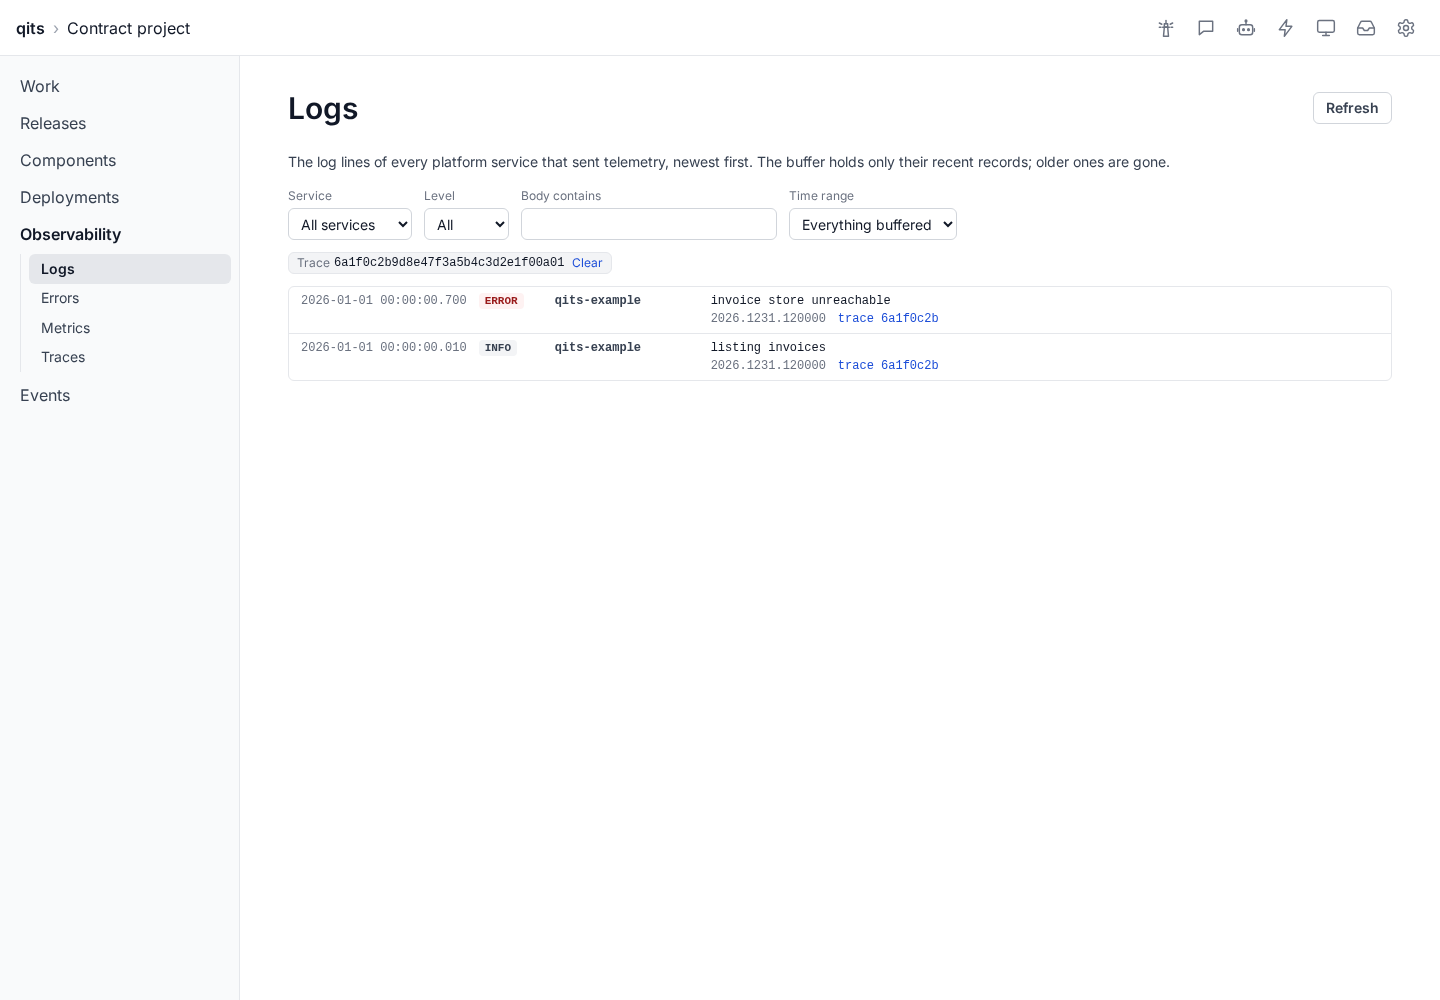 qits › Contract project
Work
Releases
Components
Deployments
Observability
Logs
Errors
Metrics
Traces
Events
Logs
Refresh
The log lines of every platform service that sent telemetry, newest first. The buffer holds only their recent records; older ones are gone.
Service Level Body contains Time range
All services All Everything buffered
Trace 6a1f0c2b9d8e47f3a5b4c3d2e1f00a01 Clear
2026-01-01 00:00:00.700 ERROR qits-example invoice store unreachable
2026.1231.120000 trace 6a1f0c2b
2026-01-01 00:00:00.010 INFO qits-example listing invoices
2026.1231.120000 trace 6a1f0c2b